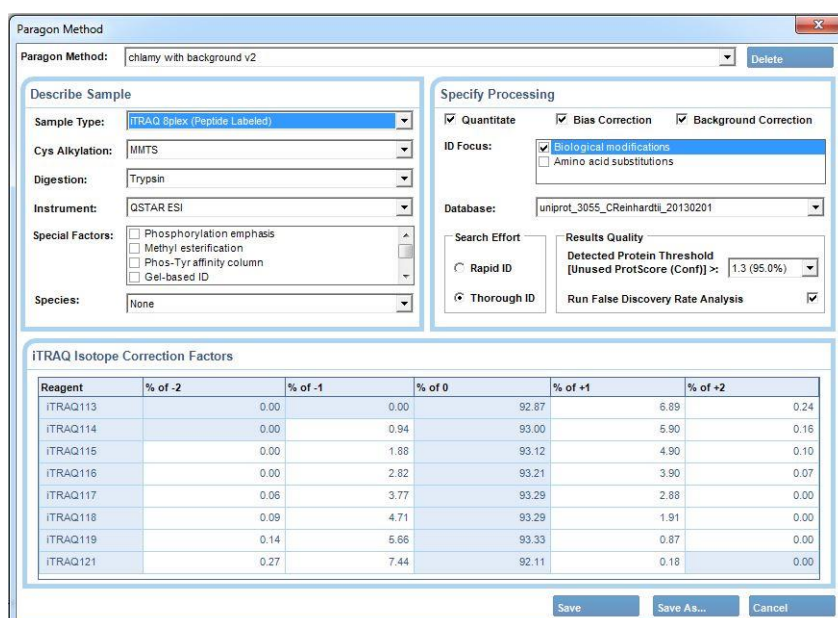 Paragon Method
Paragon Method: chlamy with background v2 Delete
Describe Sample
Sample Type: iTRAQ 8plex (Peptide Labeled)
Cys Alkylation: MMTS
Digestion: Trypsin
Instrument: QSTAR ESI
Special Factors: Phosphorylation emphasis
Methyl esterification
Phos-Tyr affinity column
Gel-based ID
Species: None
Specify Processing
Quantitate Bias Correction Background Correction
ID Focus: Biological modifications
Amino acid substitutions
Database: uniprot_3055_CReinhardtii_20130201
Search Effort
Rapid ID
Thorough ID
Results Quality
Detected Protein Threshold
[Unused ProtScore (Conf)] >: 1.3 (95.0%)
Run False Discovery Rate Analysis
iTRAQ Isotope Correction Factors
Reagent % of -2 % of -1 % of 0 % of +1 % of +2
iTRAQ113 0.00 0.00 92.87 6.89 0.24
iTRAQ114 0.00 0.94 93.00 5.90 0.16
iTRAQ115 0.00 1.88 93.12 4.90 0.10
iTRAQ116 0.00 2.82 93.21 3.90 0.07
iTRAQ117 0.06 3.77 93.29 2.88 0.00
iTRAQ118 0.09 4.71 93.29 1.91 0.00
iTRAQ119 0.14 5.66 93.33 0.87 0.00
iTRAQ121 0.27 7.44 92.11 0.18 0.00
Save Save As... Cancel